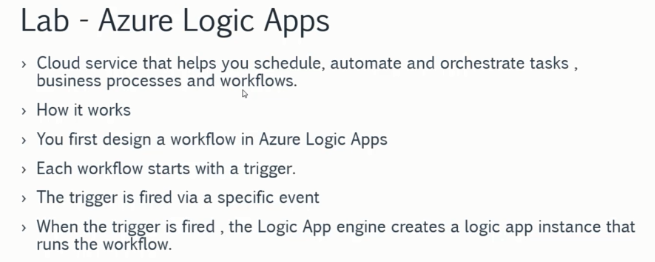 Lab - Azure Logic Apps
› Cloud service that helps you schedule, automate and orchestrate tasks ,
business processes and workflows.
› How it works
› You first design a workflow in Azure Logic Apps
› Each workflow starts with a trigger.
› The trigger is fired via a specific event
› When the trigger is fired , the Logic App engine creates a logic app instance that
runs the workflow.